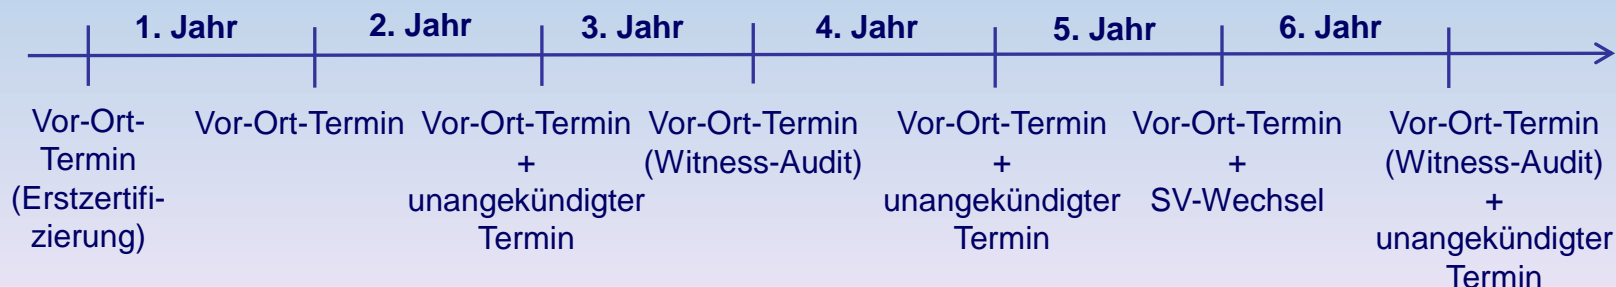 1. Jahr
2. Jahr
3. Jahr
4. Jahr
5. Jahr
6. Jahr
Vor-Ort-
Termin
(Erstzertifi-
zierung)
Vor-Ort-Termin
Vor-Ort-Termin
+
unangekündigter
Termin
Vor-Ort-Termin
(Witness-Audit)
Vor-Ort-Termin
+
unangekündigter
Termin
Vor-Ort-Termin
+
SV-Wechsel
Vor-Ort-Termin
(Witness-Audit)
+
unangekündigter
Termin